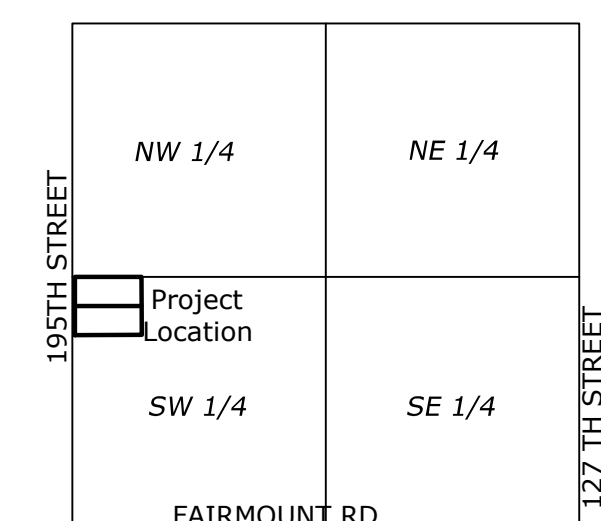 NW 1/4
NE 1/4
195TH STREET
Project
Location
SW 1/4
SE 1/4
127 TH STREET
FAIRMOUNT RD